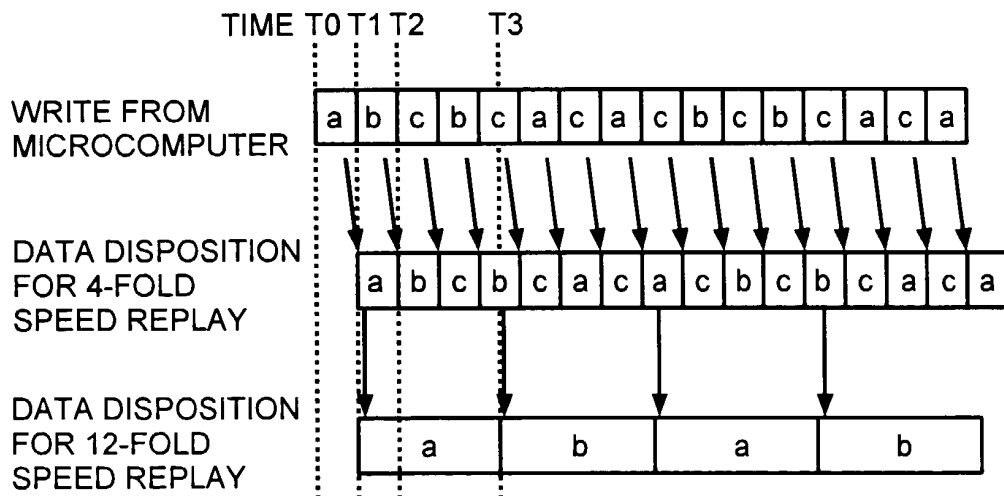 TIME T0 T1 T2 T3
WRITE FROM
MICROCOMPUTER
a b c b c a c a c b c b c a c a
DATA DISPOSITION
FOR 4-FOLD
SPEED REPLAY
a b c b c a c a c b c b c a c a
DATA DISPOSITION
FOR 12-FOLD
SPEED REPLAY
a b a b